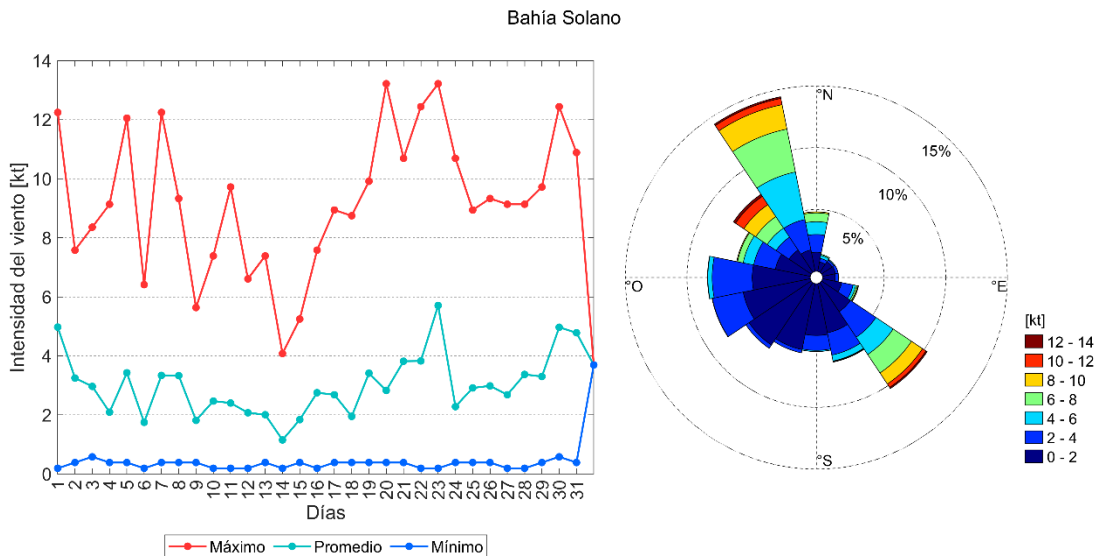 Bahía Solano
Intensidad del viento [kt]
14
12
10
8
6
4
2
0
1 2 3 4 5 6 7 8 9 10 11 12 13 14 15 16 17 18 19 20 21 22 23 24 25 26 27 28 29 30 31
Días
Máximo Promedio Mínimo
°N
15%
10%
5%
°O °E
°S
[kt]
12 - 14
10 - 12
8 - 10
6 - 8
4 - 6
2 - 4
0 - 2